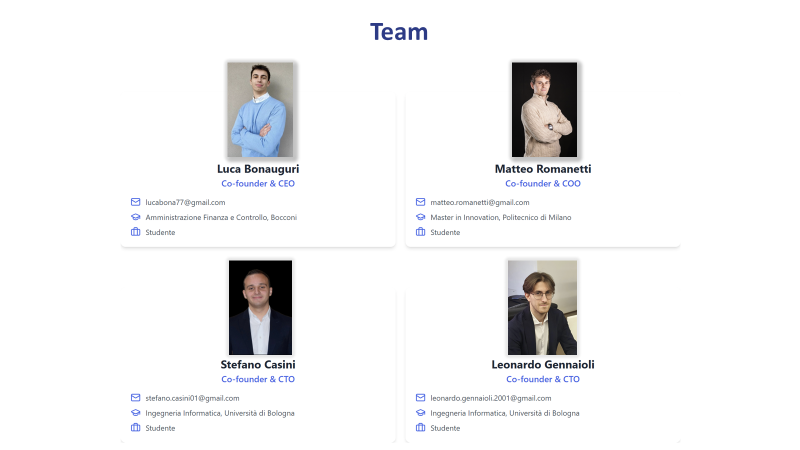 Team
Luca Bonauguri
Co-founder & CEO
lucabona77@gmail.com
Amministrazione Finanza e Controllo, Bocconi
Studente
Matteo Romanetti
Co-founder & COO
matteo.romanetti@gmail.com
Master in Innovation, Politecnico di Milano
Studente
Stefano Casini
Co-founder & CTO
stefano.casini01@gmail.com
Ingegneria Informatica, Università di Bologna
Studente
Leonardo Gennaioli
Co-founder & CTO
leonardo.gennaioli.2001@gmail.com
Ingegneria Informatica, Università di Bologna
Studente